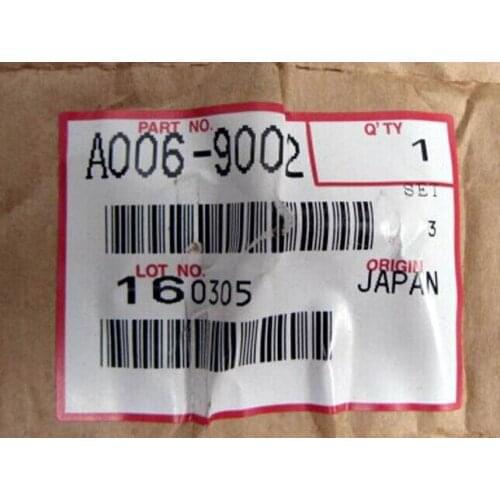 PART NO. Q'TY
A006-9002 1
SET
3
LOT NO. ORIGIN
160305 JAPAN